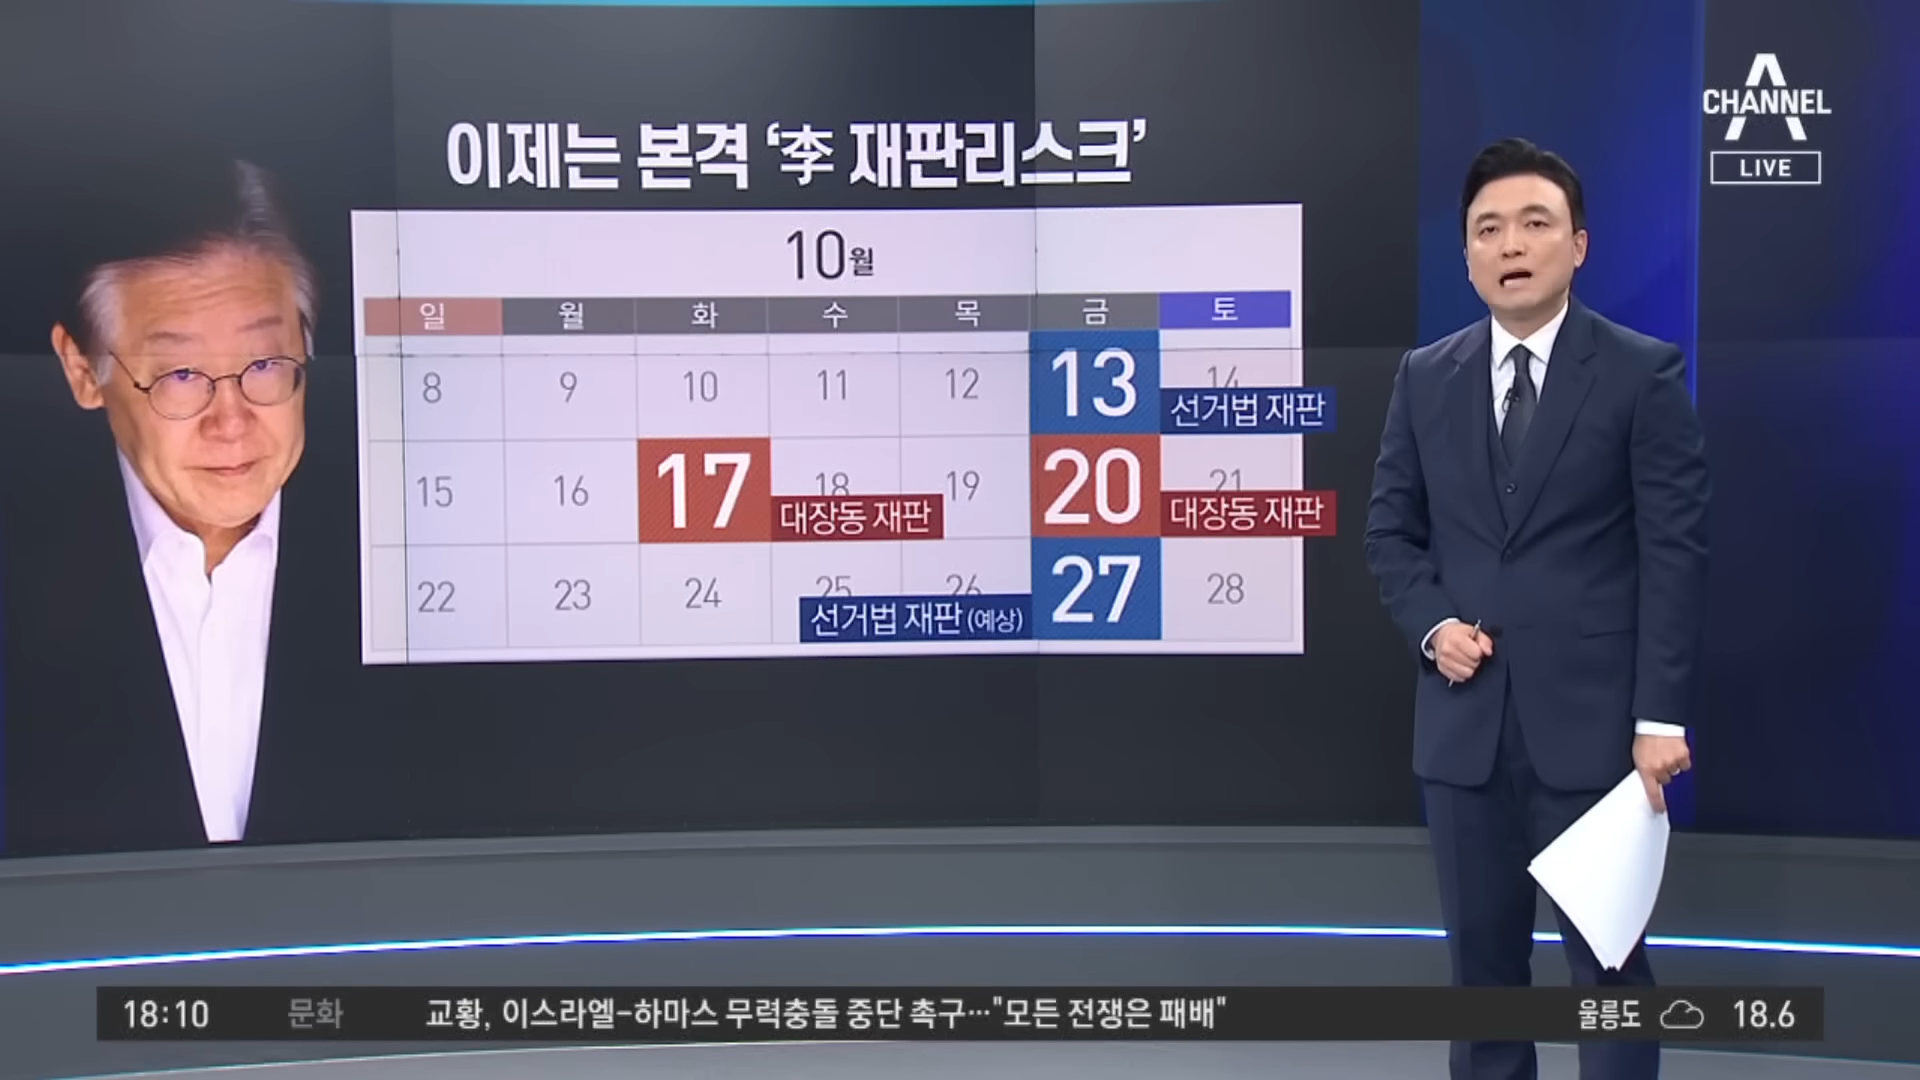 CHANNEL A
LIVE
이제는 본격 ‘李 재판리스크’
10월
일 월 화 수 목 금 토
8 9 10 11 12 13 14
선거법 재판
15 16 17 18 19 20 21
대장동 재판 대장동 재판
22 23 24 25 26 27 28
선거법 재판 (예상)
18:10 문화 교황, 이스라엘-하마스 무력충돌 중단 촉구…"모든 전쟁은 패배" 울릉도 18.6